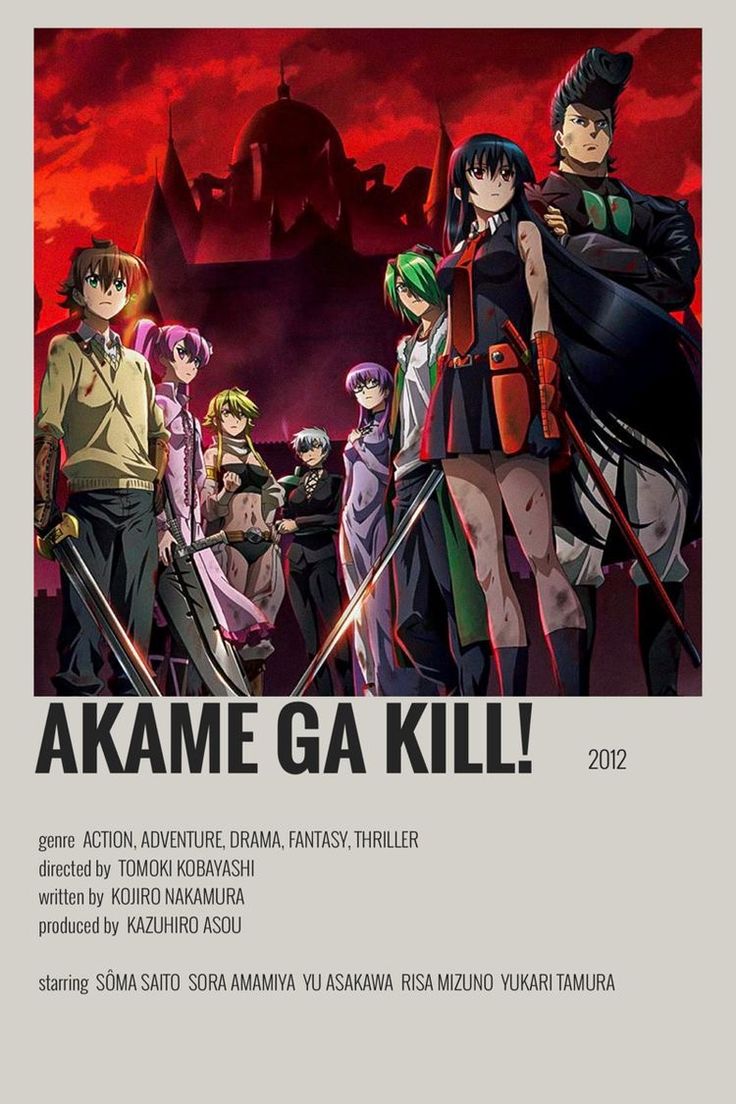 AKAME GA KILL! 2012
genre ACTION, ADVENTURE, DRAMA, FANTASY, THRILLER
directed by TOMOKI KOBAYASHI
written by KOJIRO NAKAMURA
produced by KAZUHIRO ASOU
starring SÔMA SAITO SORA AMAMIYA YU ASAKAWA RISA MIZUNO YUKARI TAMURA